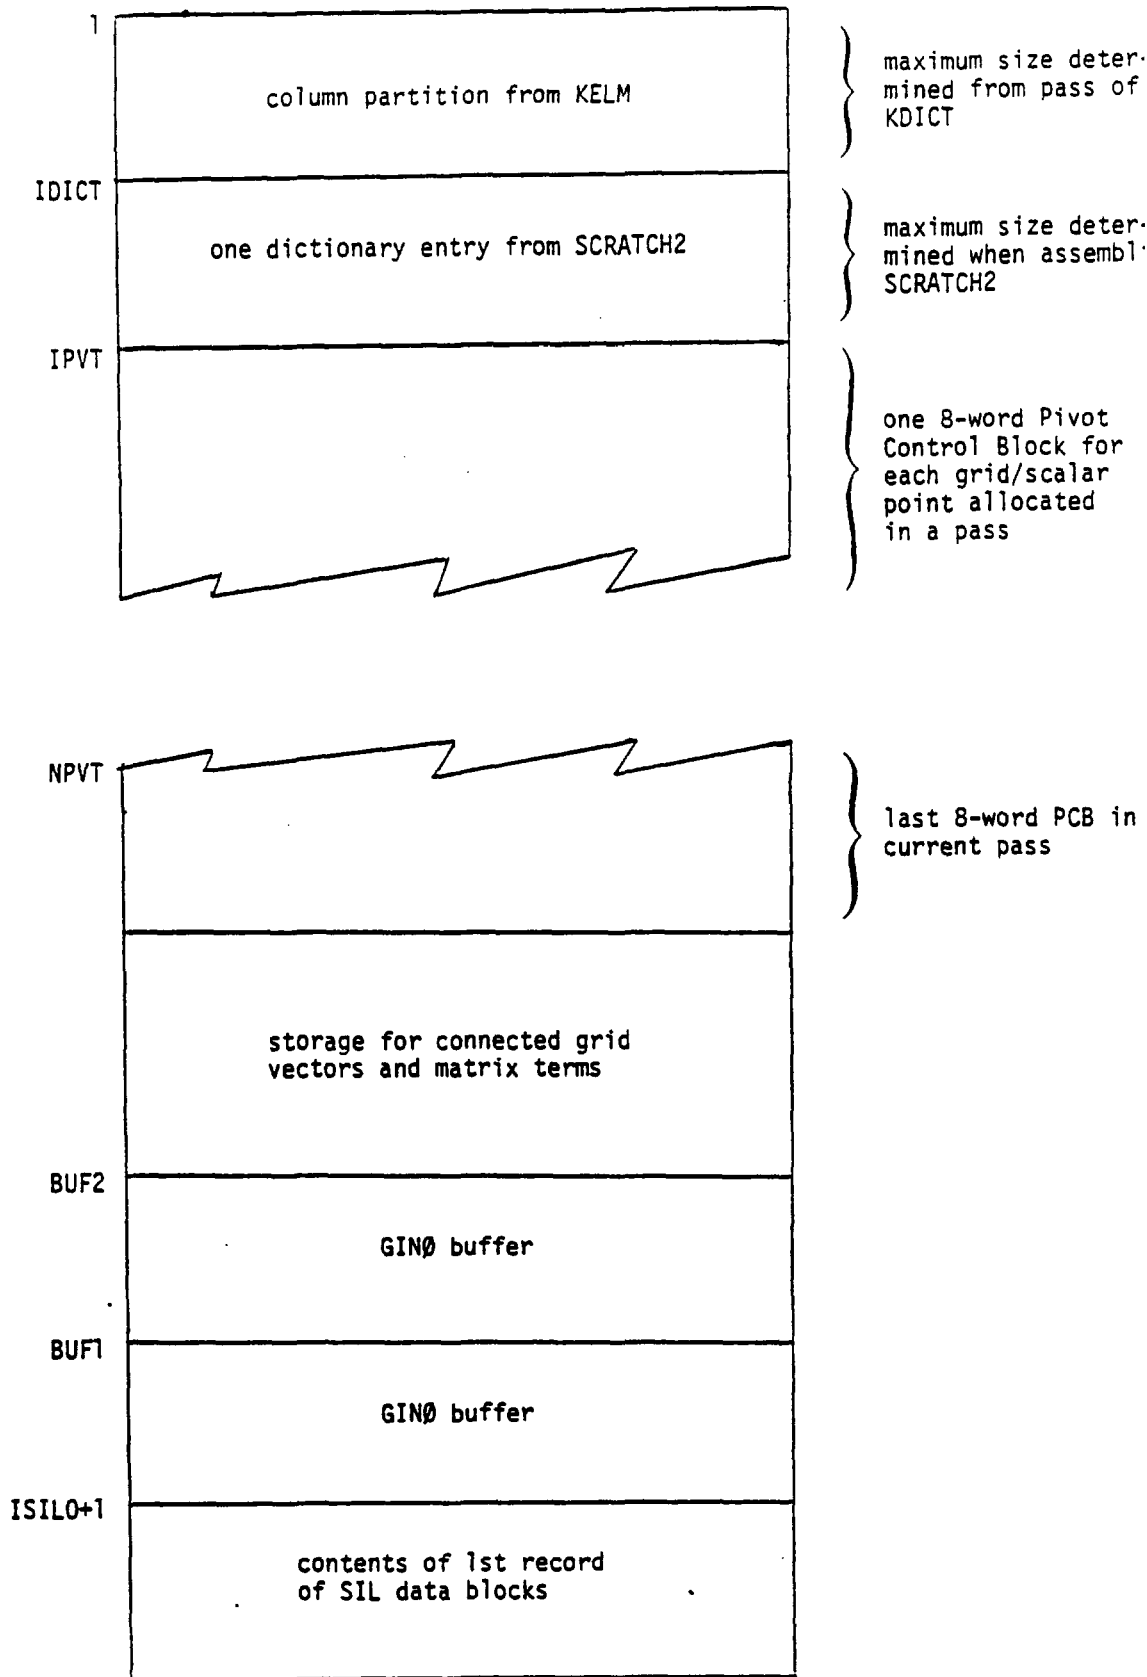 1
column partition from KELM
maximum size deter-
mined from pass of
KDICT
IDICT
one dictionary entry from SCRATCH2
maximum size deter-
mined when assembl
SCRATCH2
IPVT
one 8-word Pivot
Control Block for
each grid/scalar
point allocated
in a pass
NPVT
last 8-word PCB in
current pass
storage for connected grid
vectors and matrix terms
BUF2
GINØ buffer
BUF1
GINØ buffer
ISIL0+1
contents of 1st record
of SIL data blocks